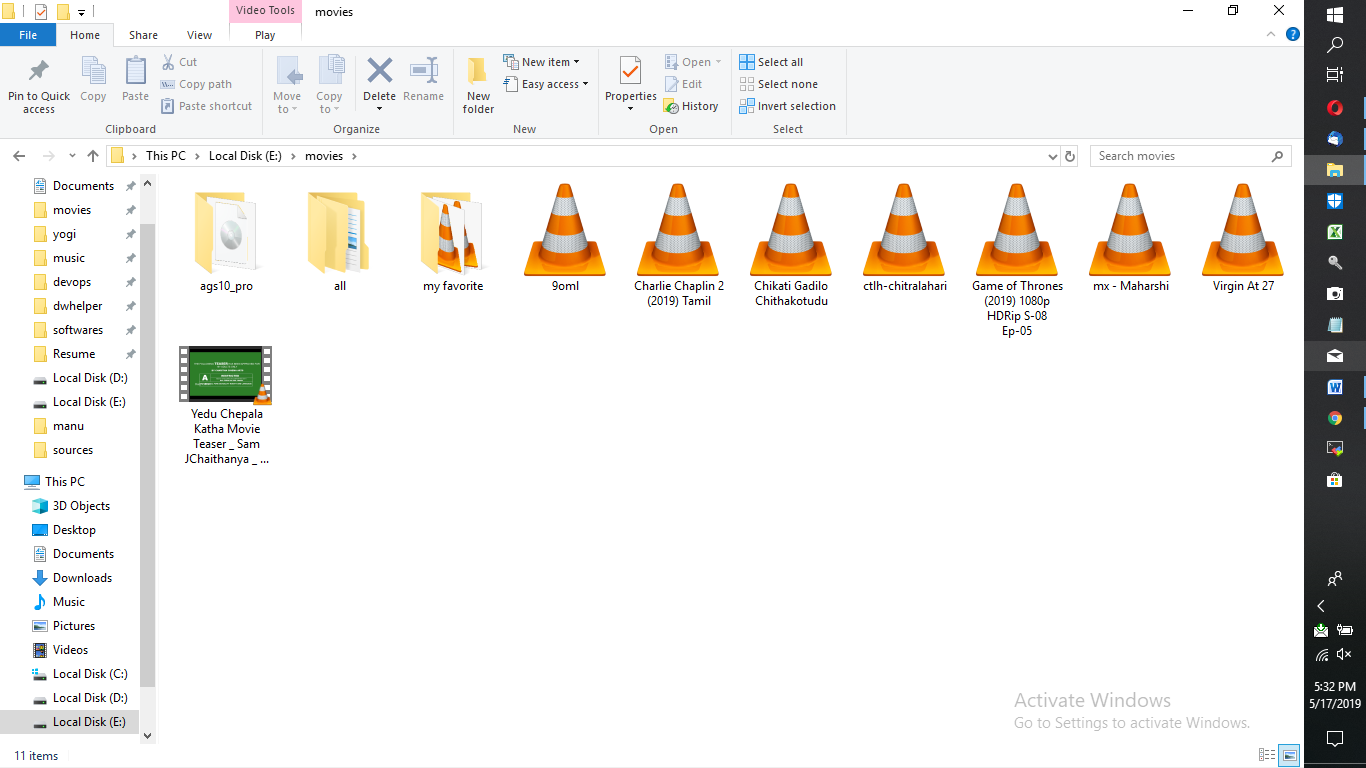 Video Tools
movies
File
Home
Share
View
Play
Pin to Quick
access
Copy
Paste
Cut
Copy path
Paste shortcut
Clipboard
Move
to
Copy
to
Delete
Rename
Organize
New
folder
New item
Easy access
New
Properties
Open
Edit
History
Open
Select all
Select none
Invert selection
Select
This PC
Local Disk (E:)
movies
Search movies
Documents
movies
yogi
music
devops
dwhelper
softwares
Resume
Local Disk (D:)
Local Disk (E:)
manu
sources
This PC
3D Objects
Desktop
Documents
Downloads
Music
Pictures
Videos
Local Disk (C:)
Local Disk (D:)
Local Disk (E:)
ags10_pro
all
my favorite
9oml
Charlie Chaplin 2
(2019) Tamil
Chikati Gadilo
Chithakotudu
ctlh-chitralahari
Game of Thrones
(2019) 1080p
HDRip S-08
Ep-05
mx - Maharshi
Virgin At 27
Yedu Chepala
Katha Movie
Teaser _ Sam
JChaithanya _ ...
Activate Windows
Go to Settings to activate Windows.
11 items
5:32 PM
5/17/2019